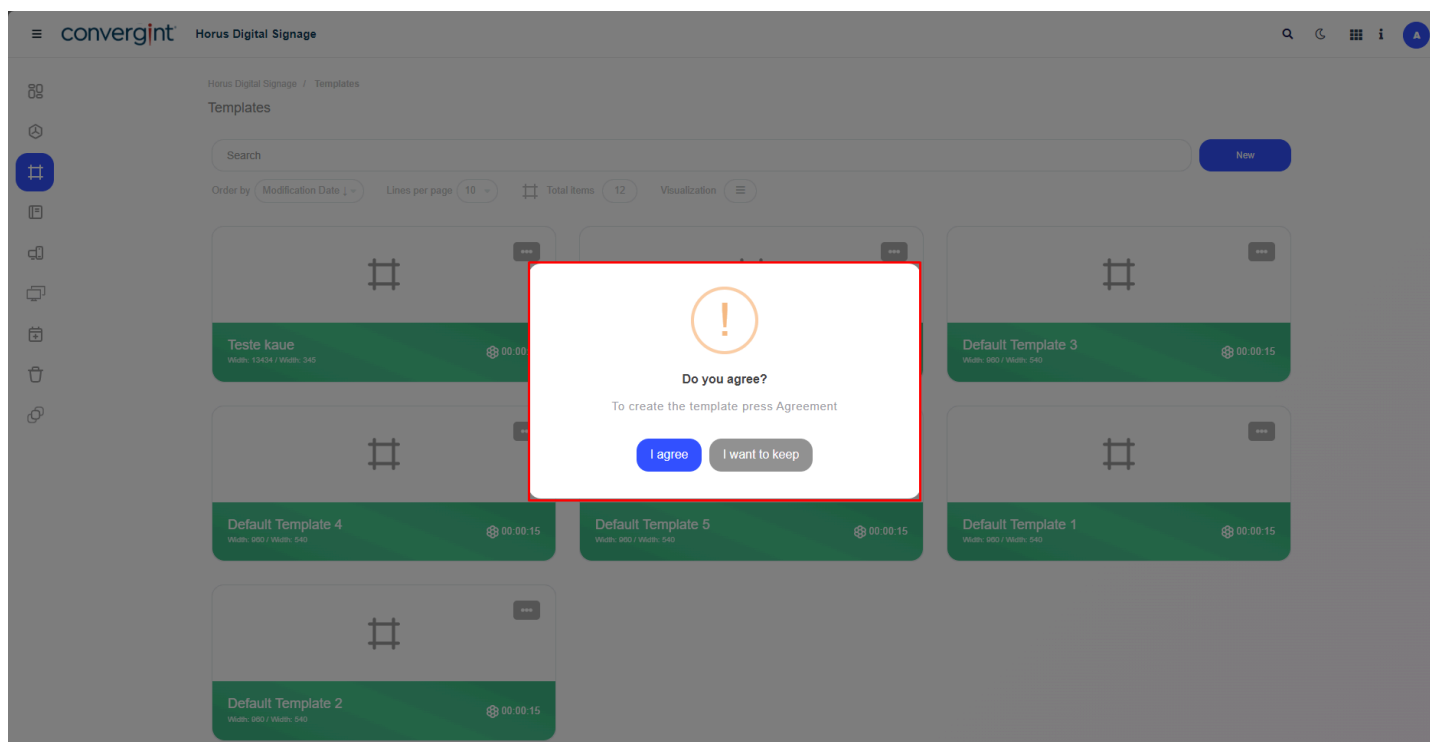 convergint Horus Digital Signage
i A
Horus Digital Signage / Templates
Templates
Search
New
Order by Modification Date ↓ Lines per page 10 Total items 12 Visualization
Teste kaue
Width: 13434 / Width: 345
00:00
Default Template 3
Width: 960 / Width: 540
00:00:15
!
Do you agree?
To create the template press Agreement
I agree
I want to keep
Default Template 4
Width: 960 / Width: 540
00:00:15
Default Template 5
Width: 960 / Width: 540
00:00:15
Default Template 1
Width: 960 / Width: 540
00:00:15
Default Template 2
Width: 960 / Width: 540
00:00:15